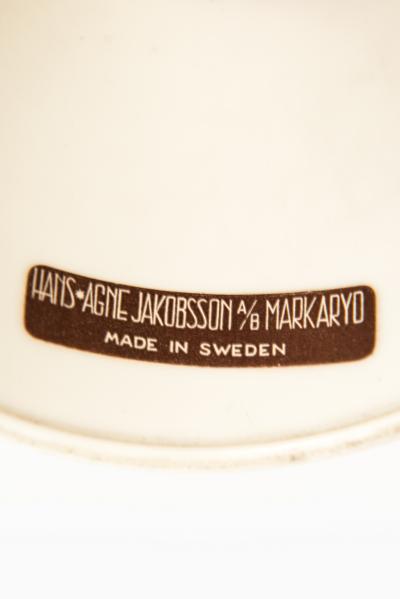 HANS*AGNE JAKOBSSON A/B MARKARYD
MADE IN SWEDEN